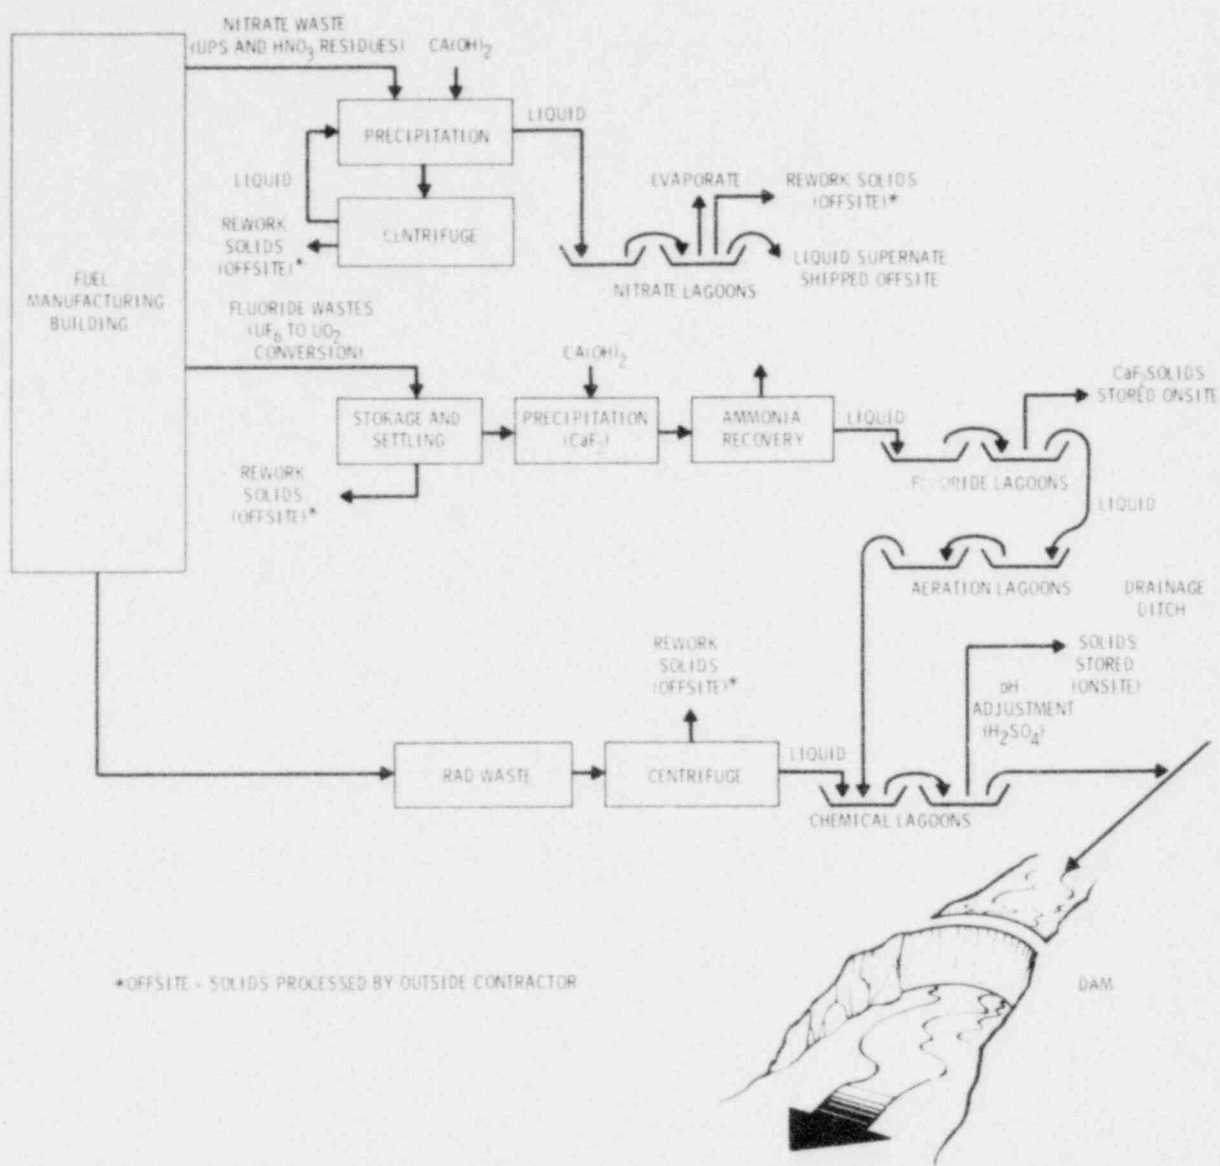 NITRATE WASTE
(UPS AND HNO3 RESIDUES)
CA(OH)2
PRECIPITATION
LIQUID
LIQUID
CENTRIFUGE
REWORK
SOLIDS
(OFFSITE)*
EVAPORATE
REWORK SOLIDS
(OFFSITE)*
LIQUID SUPERNATE
SHIPPED OFFSITE
NITRATE LAGOONS
FUEL
MANUFACTURING
BUILDING
FLUORIDE WASTES
(UF6 TO UO2
CONVERSION)
CA(OH)2
STORAGE AND
SETTLING
PRECIPITATION
(CaF2)
AMMONIA
RECOVERY
LIQUID
CaF2 SOLIDS
STORED ONSITE
REWORK
SOLIDS
(OFFSITE)*
FLUORIDE LAGOONS
LIQUID
AERATION LAGOONS
DRAINAGE
DITCH
REWORK
SOLIDS
(OFFSITE)*
SOLIDS
STORED
(ONSITE)
pH
ADJUSTMENT
(H2SO4)
RAD WASTE
CENTRIFUGE
LIQUID
CHEMICAL LAGOONS
*OFFSITE - SOLIDS PROCESSED BY OUTSIDE CONTRACTOR
DAM